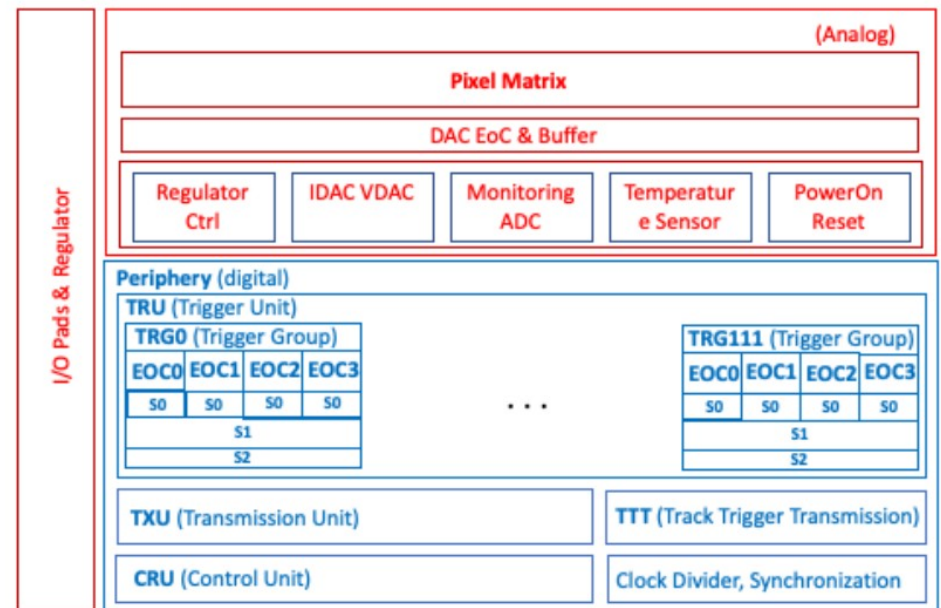 I/O Pads & Regulator
(Analog)
Pixel Matrix
DAC EoC & Buffer
Regulator
Ctrl
IDAC VDAC
Monitoring
ADC
Temperatur
e Sensor
PowerOn
Reset
Periphery (digital)
TRU (Trigger Unit)
TRG0 (Trigger Group)
EOC0 EOC1 EOC2 EOC3
S0 S0 S0 S0
S1
S2
...
TRG111 (Trigger Group)
EOC0 EOC1 EOC2 EOC3
S0 S0 S0 S0
S1
S2
TXU (Transmission Unit)
TTT (Track Trigger Transmission)
CRU (Control Unit)
Clock Divider, Synchronization